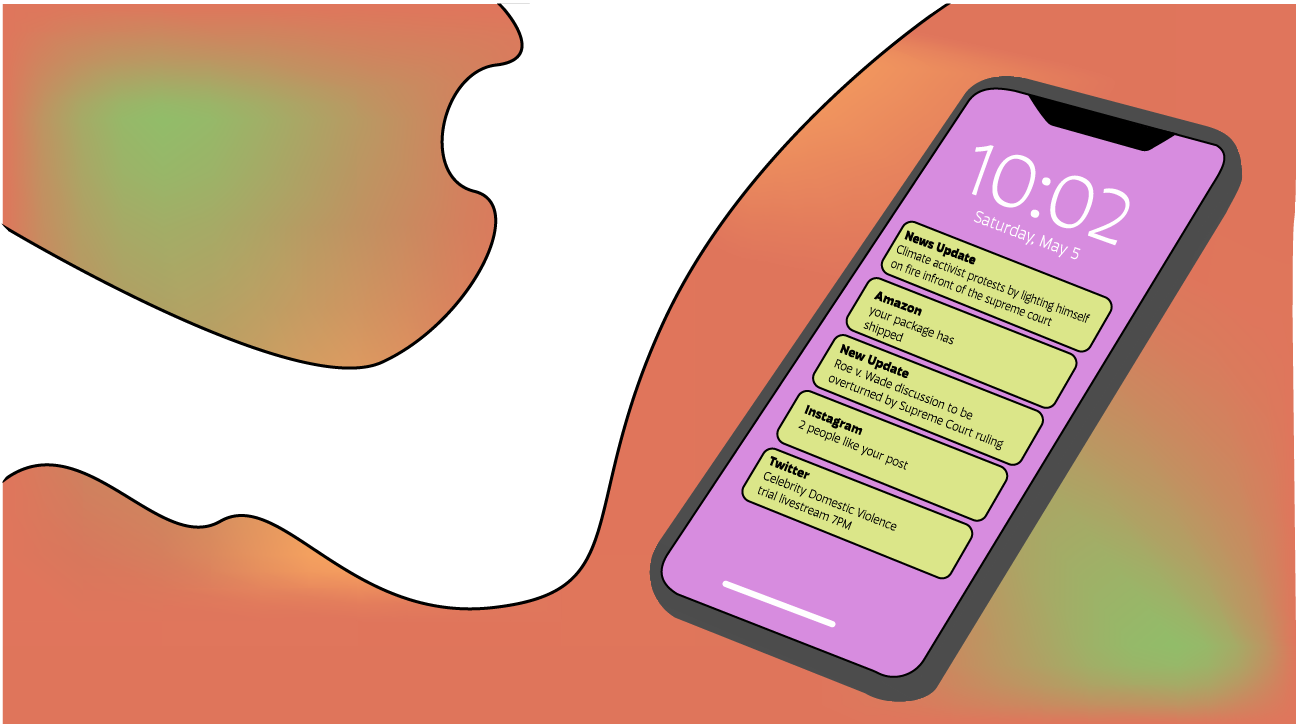 10:02
Saturday, May 5
News Update
Climate activist protests by lighting himself
on fire infront of the supreme court
Amazon
your package has
shipped
New Update
Roe v. Wade discussion to be
overturned by Supreme Court ruling
Instagram
2 people like your post
Twitter
Celebrity Domestic Violence
trial livestream 7PM